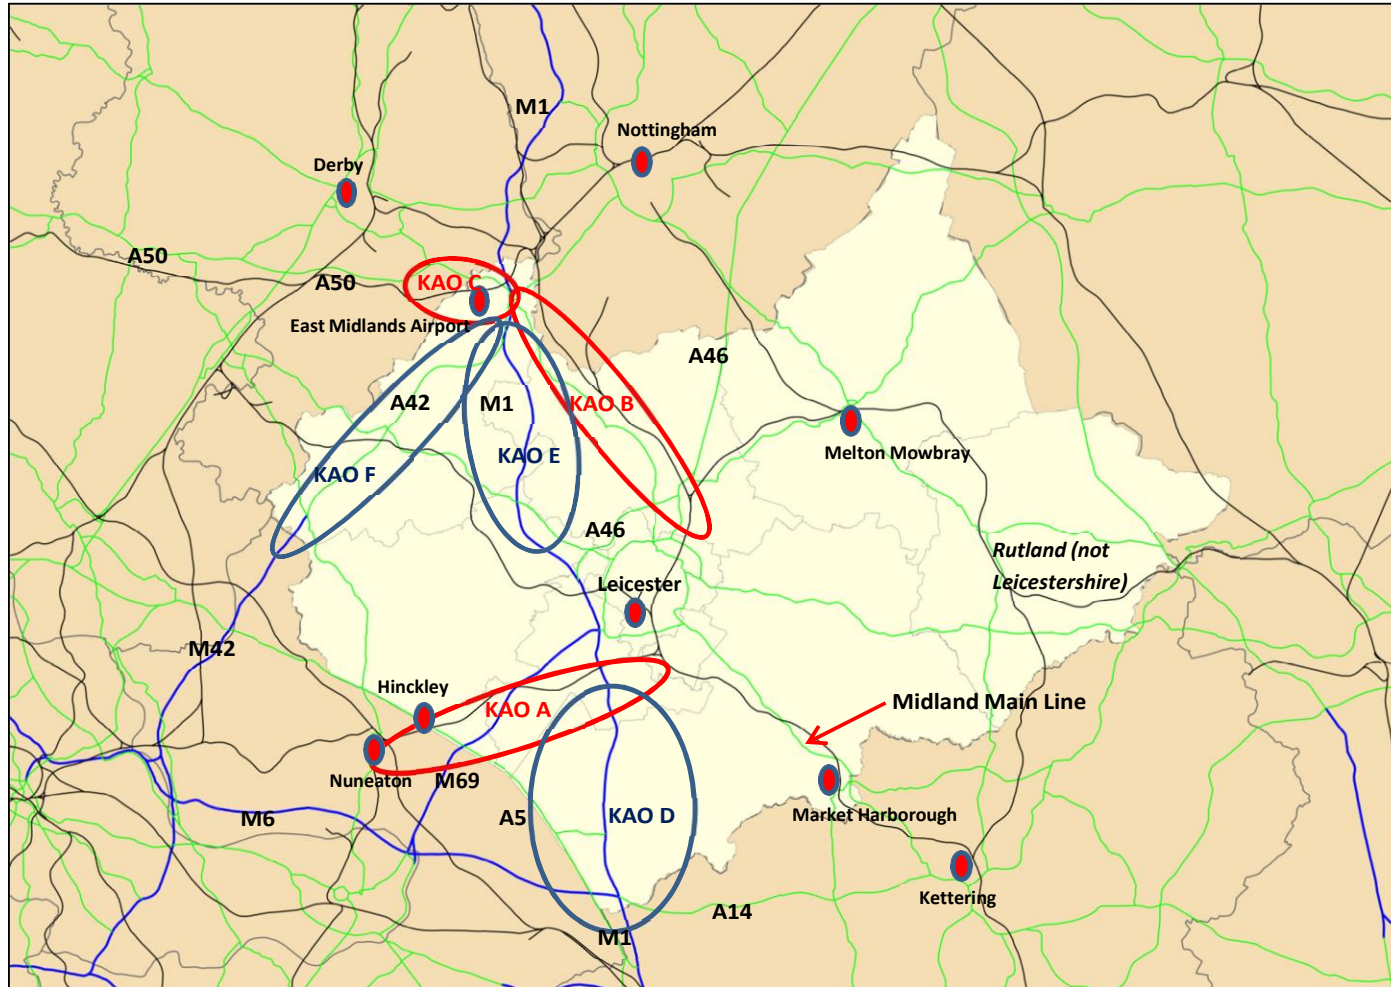 M1
Nottingham
Derby
A50
A50
KAO C
East Midlands Airport
A46
A42
M1
KAO B
KAO F
KAO E
Melton Mowbray
A46
Rutland (not
Leicestershire)
Leicester
M42
Hinckley
KAO A
Midland Main Line
Nuneaton
M69
M6
A5
KAO D
Market Harborough
Kettering
A14
M1